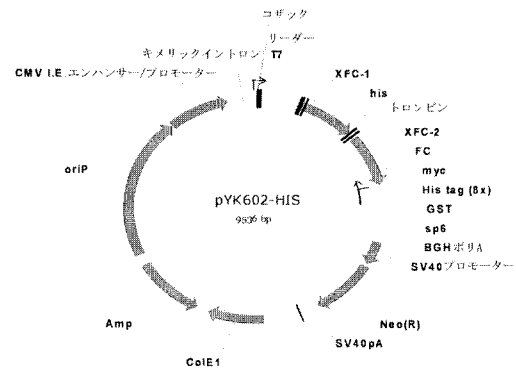 コザック
リーダー
キメリックイントロン
T7
CMV I.E.エンハンサー/プロモーター
XFC-1
his
トロンビン
XFC-2
FC
myc
His tag (8x)
GST
sp6
BGHポリA
SV40プロモーター
oriP
pYK602-HIS
9536 bp
Neo(R)
SV40pA
Amp
ColE1